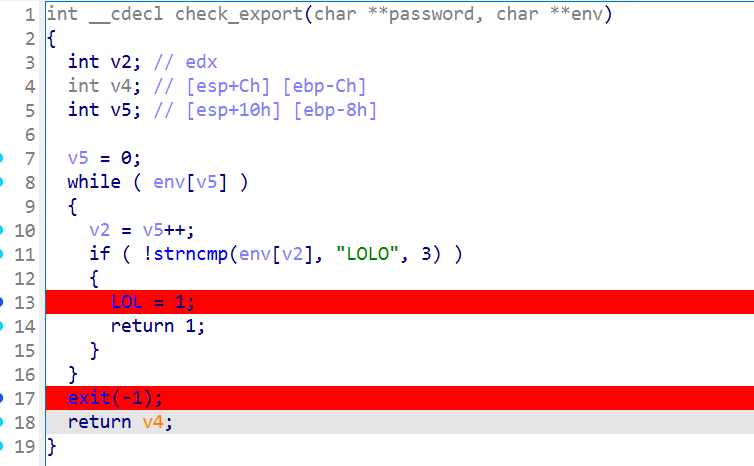 1 int __cdecl check_export(char **password, char **env)
2 {
3 int v2; // edx
4 int v4; // [esp+Ch] [ebp-Ch]
5 int v5; // [esp+10h] [ebp-8h]
6
7 v5 = 0;
8 while ( env[v5] )
9 {
10 v2 = v5++;
11 if ( !strncmp(env[v2], "LOLO", 3) )
12 {
13 LOL = 1;
14 return 1;
15 }
16 }
17 exit(-1);
18 return v4;
19 }